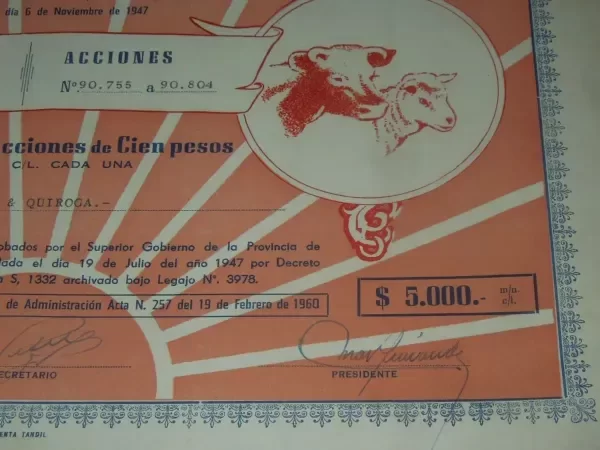 día 6 de Noviembre de 1947
ACCIONES
Nº 90.755 a 90.804
cciones de Cien pesos
C/L. CADA UNA
& QUIROGA.-
obados por el Superior Gobierno de la Provincia de
ada el día 19 de Julio del año 1947 por Decreto
S, 1332 archivado bajo Legajo Nº. 3978.
de Administración Acta N. 257 del 19 de Febrero de 1960
$ 5.000.- m/n. c/l.
ECRETARIO
PRESIDENTE
ENTA TANDIL